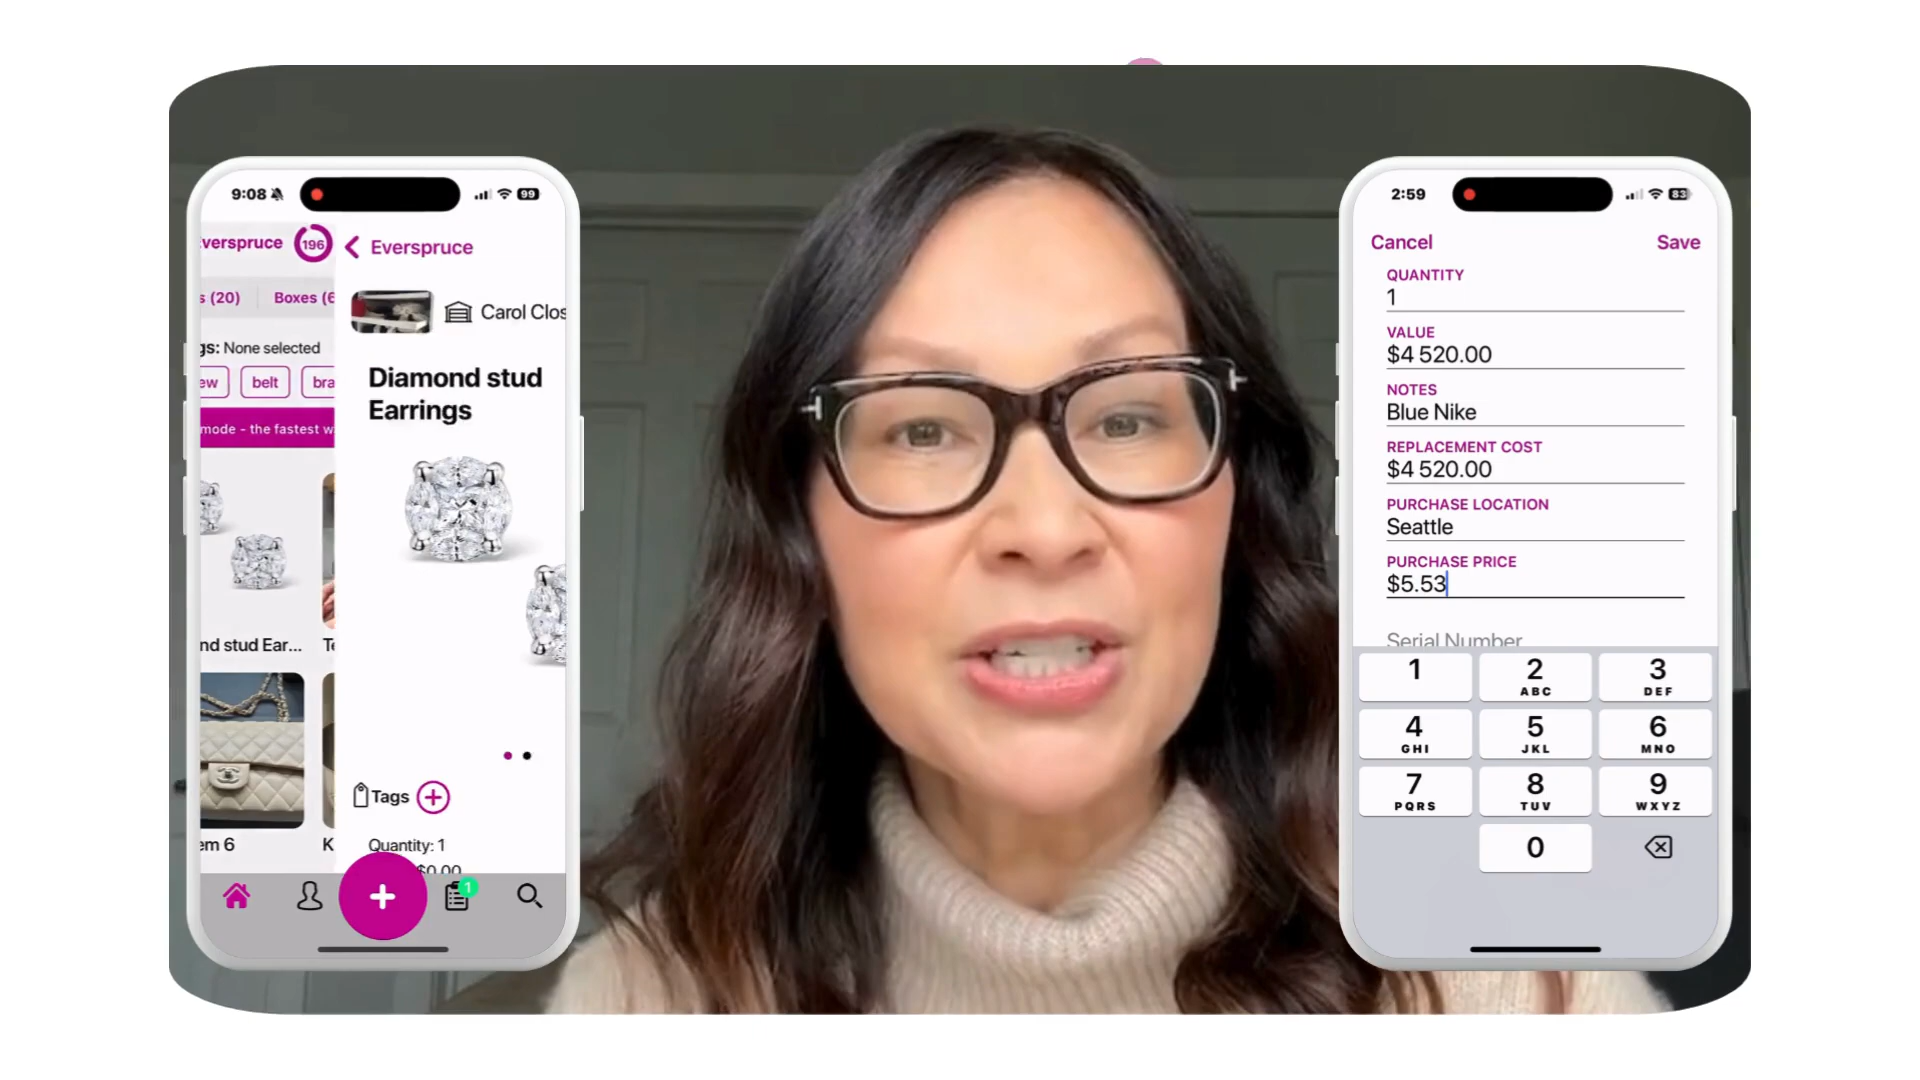 9:08
99
verspruce
196
Everspruce
s (20)
Boxes (6
Carol Clos
gs: None selected
ew
belt
bra
Diamond stud
Earrings
mode - the fastest w
nd stud Ear...
Te
em 6
K
Tags
Quantity: 1
$0.00
1
2:59
83
Cancel
Save
QUANTITY
1
VALUE
$4 520.00
NOTES
Blue Nike
REPLACEMENT COST
$4 520.00
PURCHASE LOCATION
Seattle
PURCHASE PRICE
$5.53
Serial Number
1
2
ABC
3
DEF
4
GHI
5
JKL
6
MNO
7
PQRS
8
TUV
9
WXYZ
0